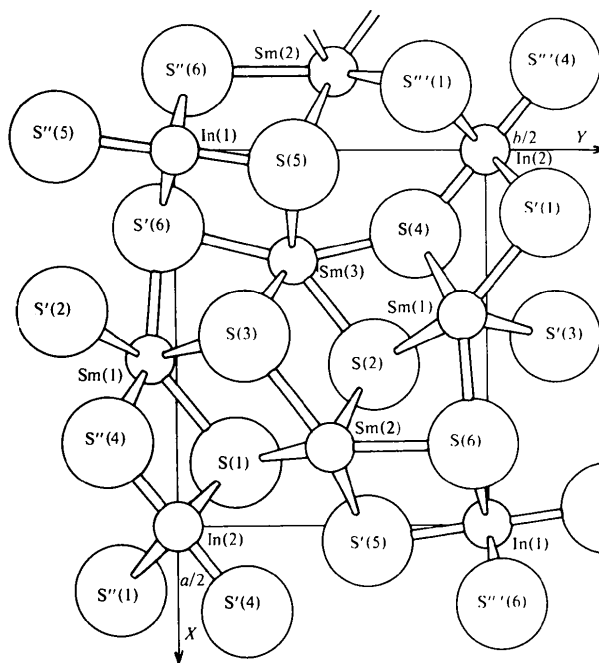 Sm(2)
S''(6)
S'''(1)
S'''(4)
S''(5)
In(1)
S(5)
b/2
Y
In(2)
S'(6)
S(4)
S'(1)
Sm(3)
S'(2)
S(3)
Sm(1)
S'(3)
Sm(1)
S(2)
S''(4)
Sm(2)
S(1)
S(6)
In(2)
S'(5)
In(1)
S''(1)
a/2
S'(4)
S'''(6)
X